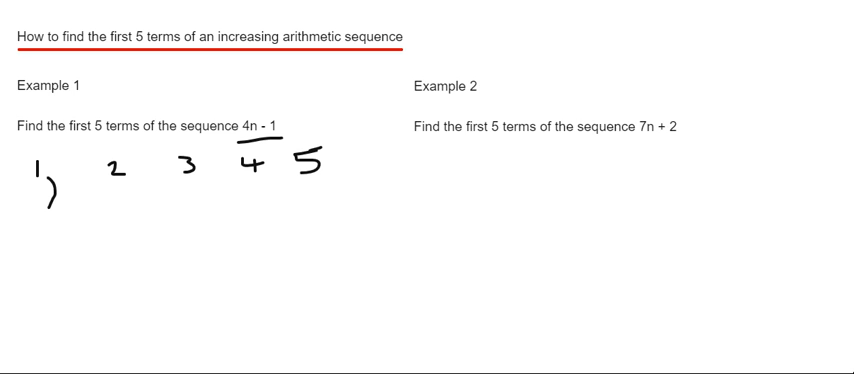 How to find the first 5 terms of an increasing arithmetic sequence
Example 1
Find the first 5 terms of the sequence 4n - 1
1 2 3 4 5
)
Example 2
Find the first 5 terms of the sequence 7n + 2